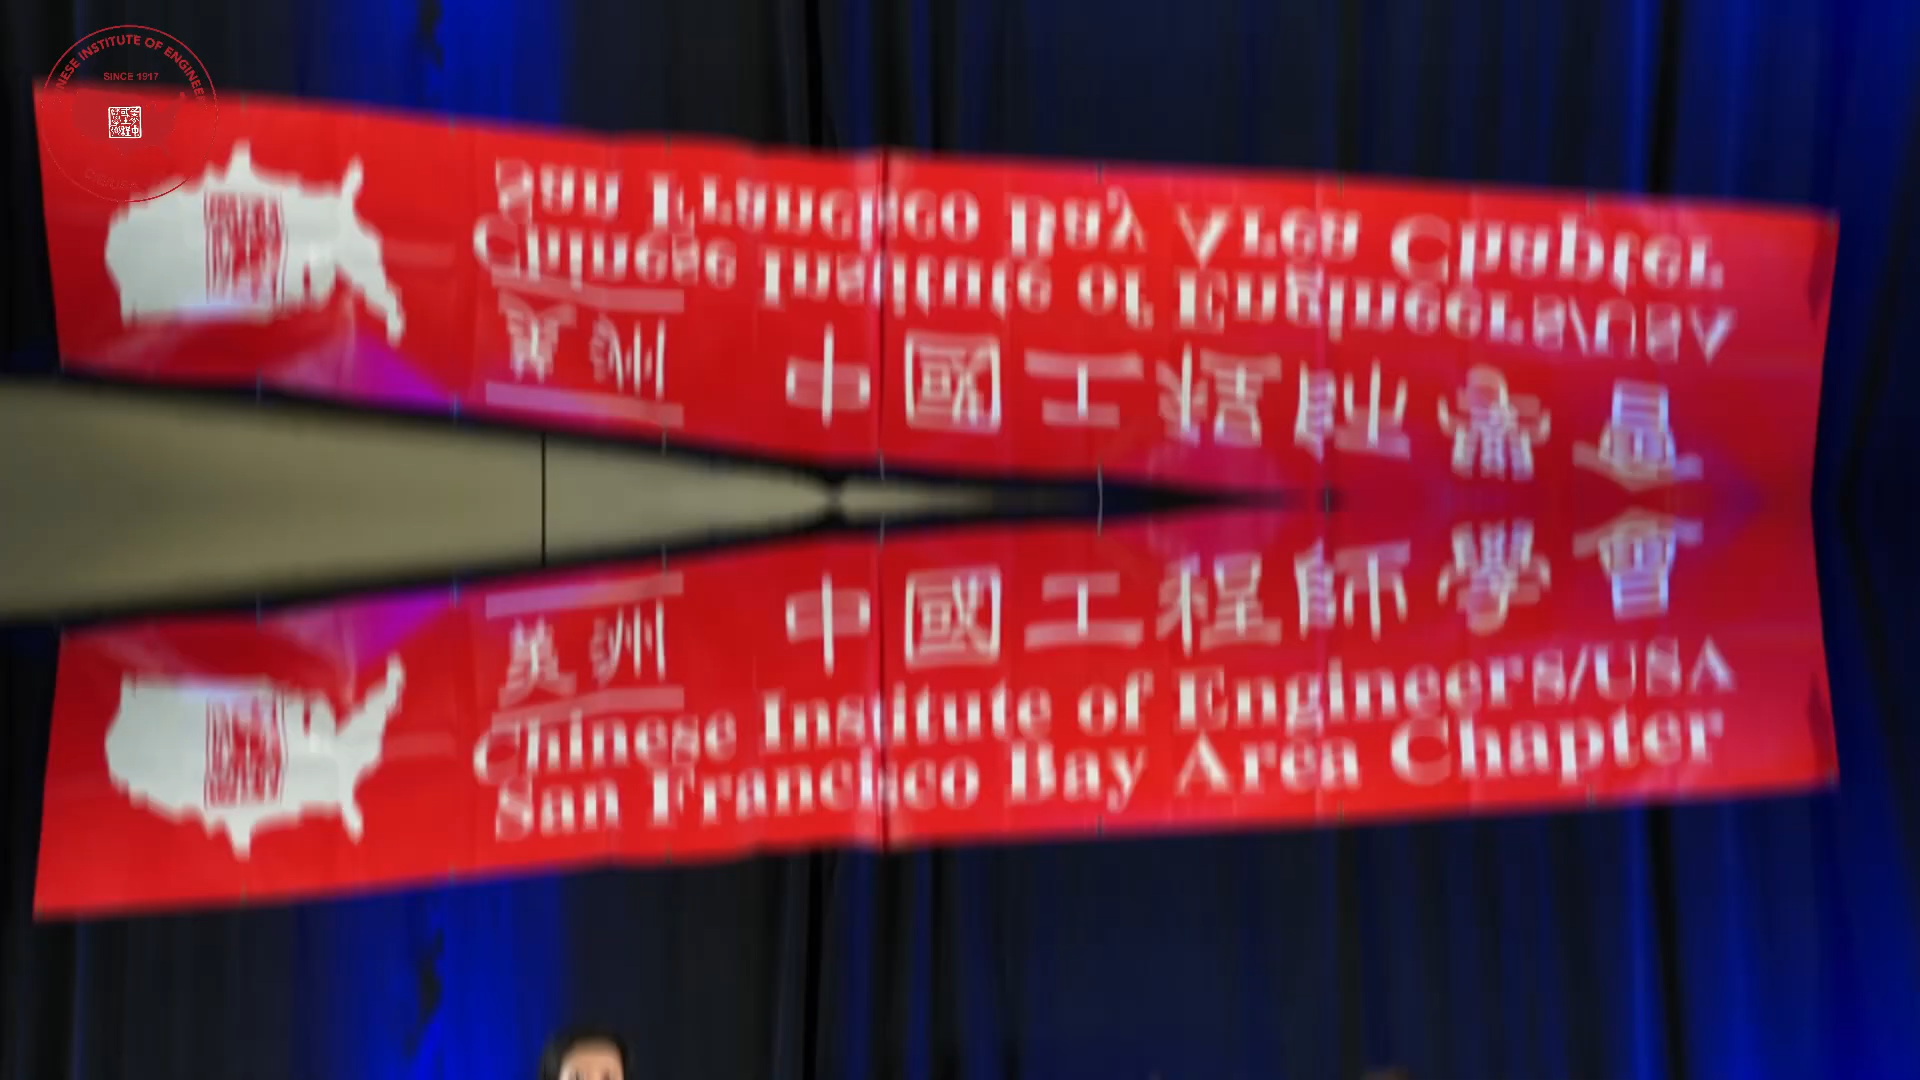 CHINESE INSTITUTE OF ENGINEERS
SINCE 1917
美洲 中國工程師學會
Chinese Institute of Engineers/USA
San Francisco Bay Area Chapter